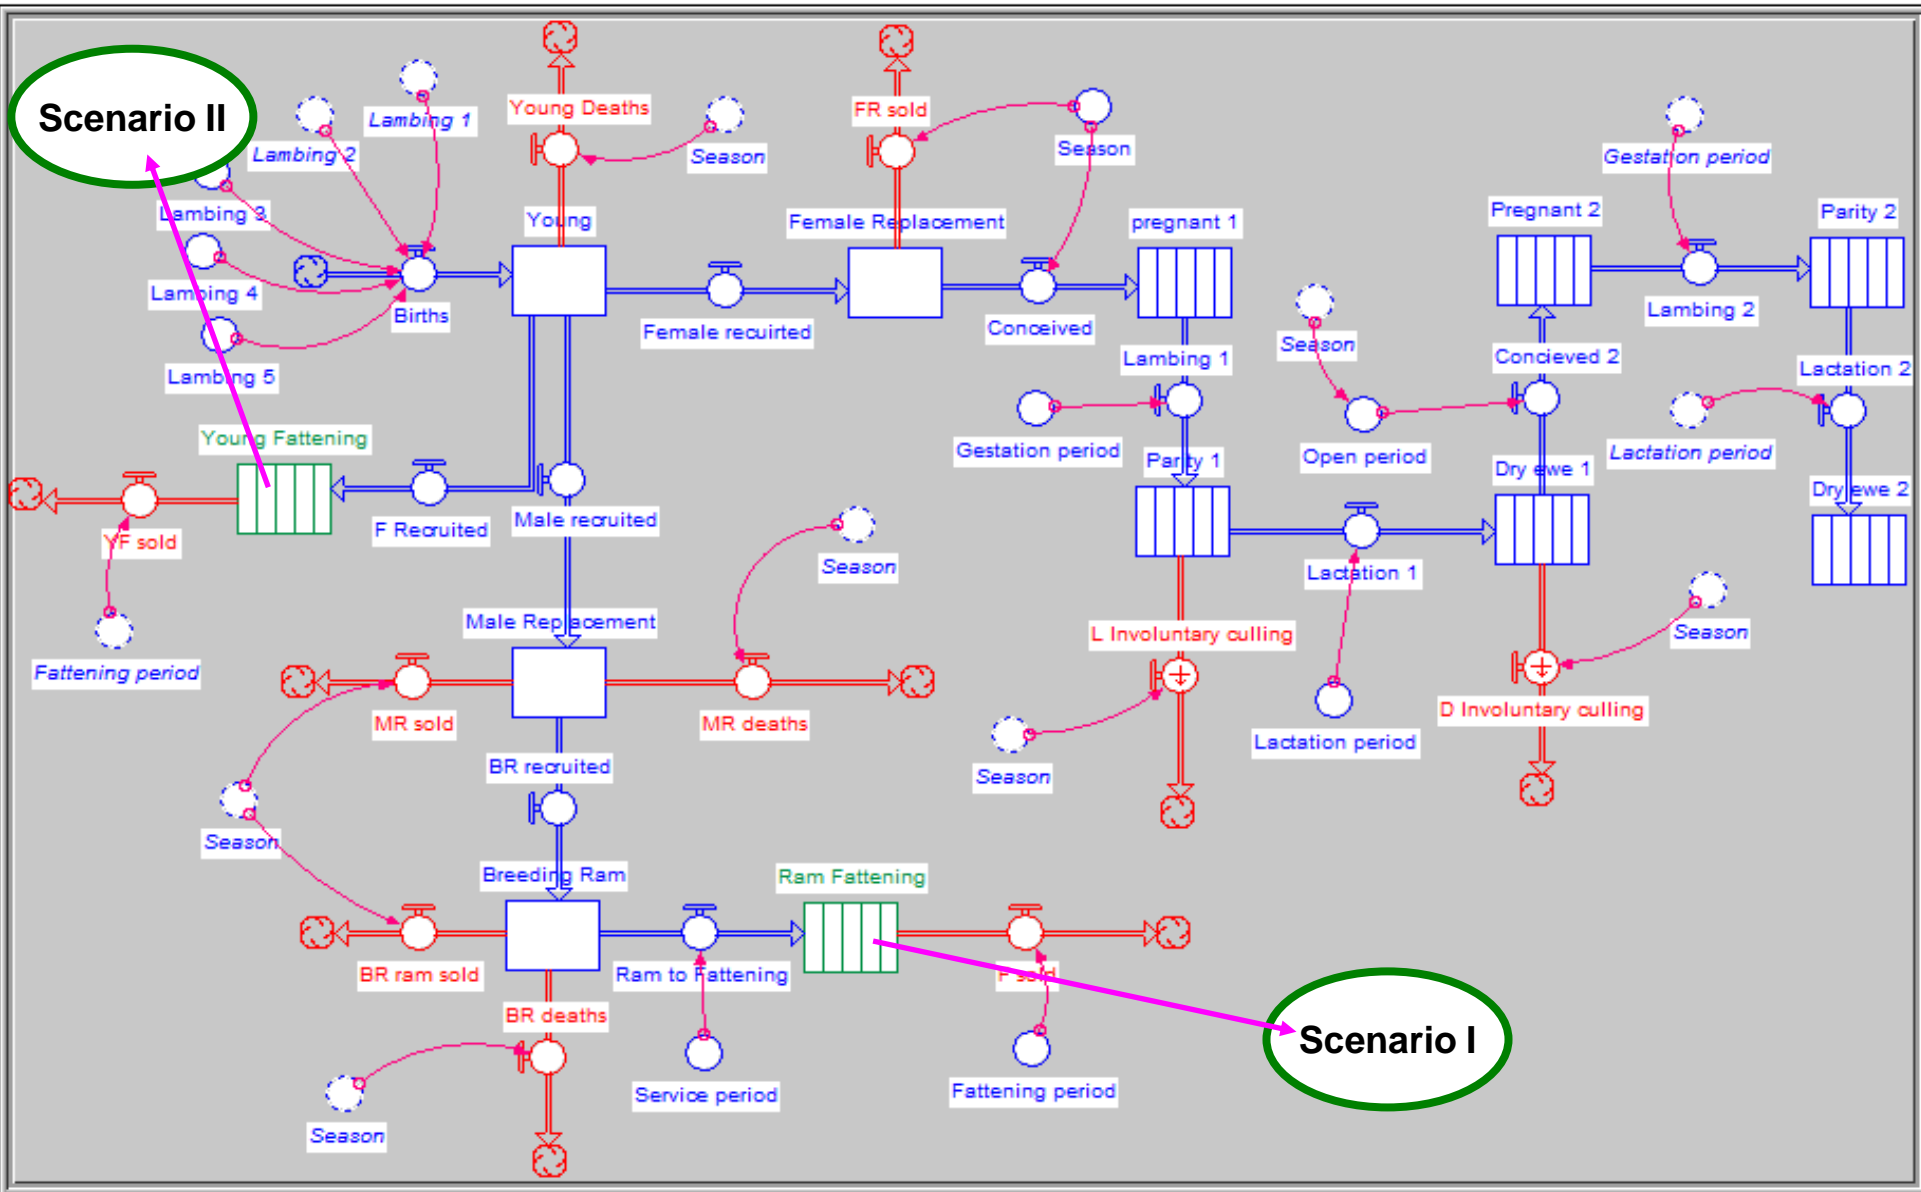 Scenario II
Lambing 1
Lambing 2
Lambing 3
Lambing 4
Lambing 5
Births
Young Deaths
Season
Young
FR sold
Season
Female Replacement
pregnant 1
Female recuirted
Conceived
Lambing 1
Gestation period
Parity 1
Gestation period
Pregnant 2
Parity 2
Lambing 2
Season
Concieved 2
Lactation 2
Open period
Lactation period
Dry ewe 1
Dry ewe 2
Young Fattening
YF sold
F Recruited
Male recruited
Fattening period
Season
Lactation 1
Male Replacement
L Involuntary culling
Season
MR sold
MR deaths
D Involuntary culling
Lactation period
Season
BR recruited
Season
Breeding Ram
Ram Fattening
BR ram sold
Ram to Fattening
F sold
BR deaths
Scenario I
Service period
Fattening period
Season